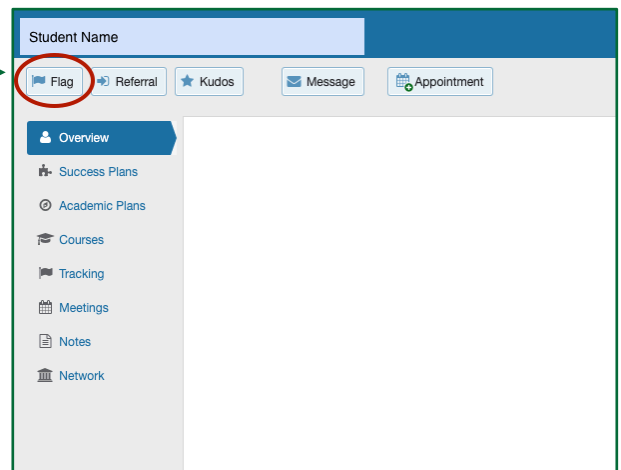 Student Name
Flag Referral Kudos Message Appointment
Overview
Success Plans
Academic Plans
Courses
Tracking
Meetings
Notes
Network